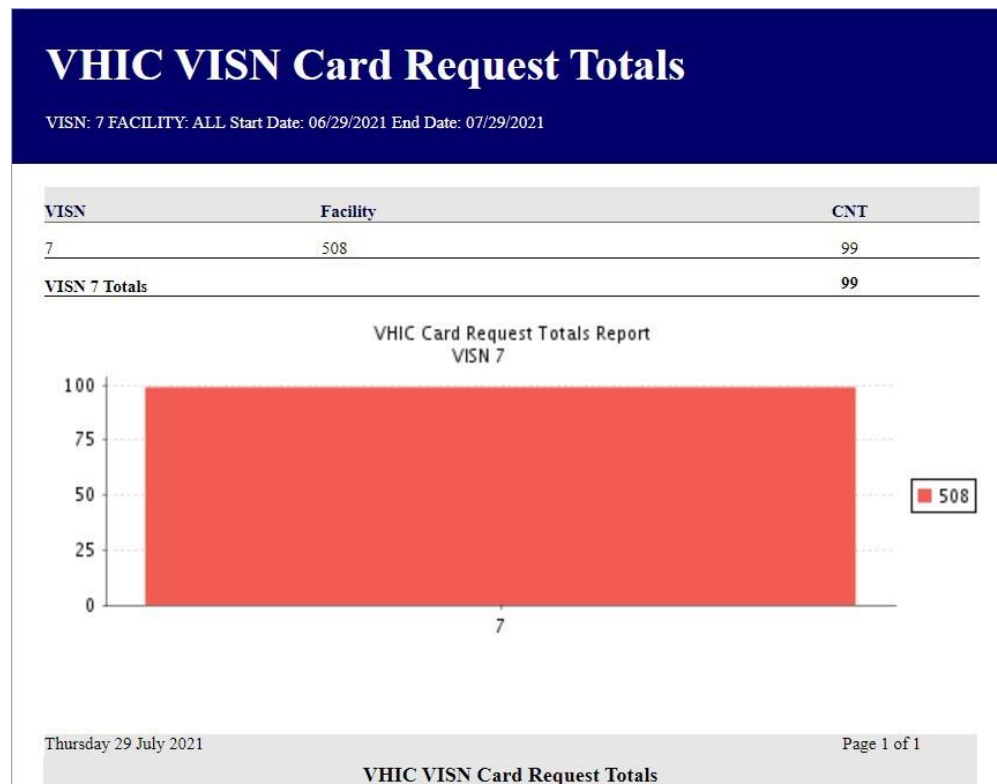 VHIC VISN Card Request Totals
VISN: 7 FACILITY: ALL Start Date: 06/29/2021 End Date: 07/29/2021
VISN Facility CNT
7 508 99
VISN 7 Totals 99
VHIC Card Request Totals Report
VISN 7
100
75
50
25
0
7
508
Thursday 29 July 2021 Page 1 of 1
VHIC VISN Card Request Totals